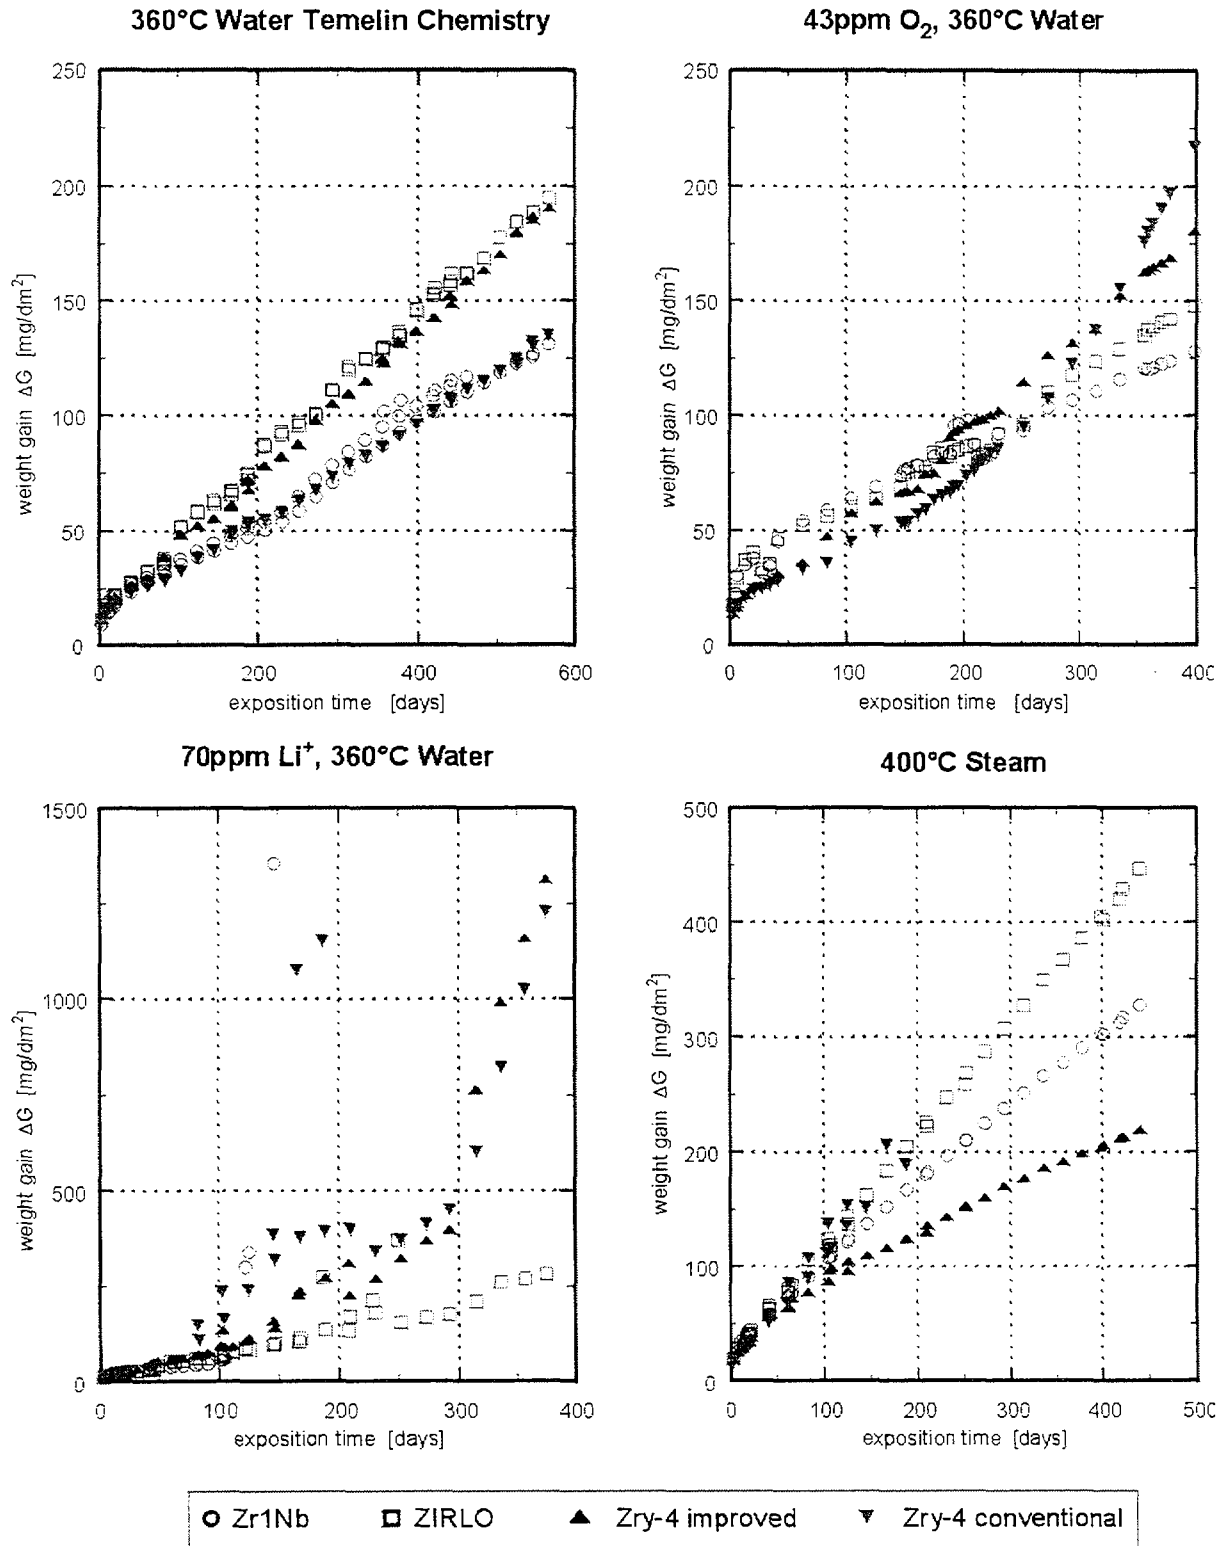 360°C Water Temelin Chemistry
250
200
150
100
50
0
weight gain ΔG [mg/dm²]
0 200 400 600
exposition time [days]
43ppm O₂, 360°C Water
250
200
150
100
50
0
weight gain ΔG [mg/dm²]
0 100 200 300 400
exposition time [days]
70ppm Li⁺, 360°C Water
1500
1000
500
0
weight gain ΔG [mg/dm²]
0 100 200 300 400
exposition time [days]
400°C Steam
500
400
300
200
100
0
weight gain ΔG [mg/dm²]
0 100 200 300 400 500
exposition time [days]
Zr1Nb ZIRLO Zry-4 improved Zry-4 conventional